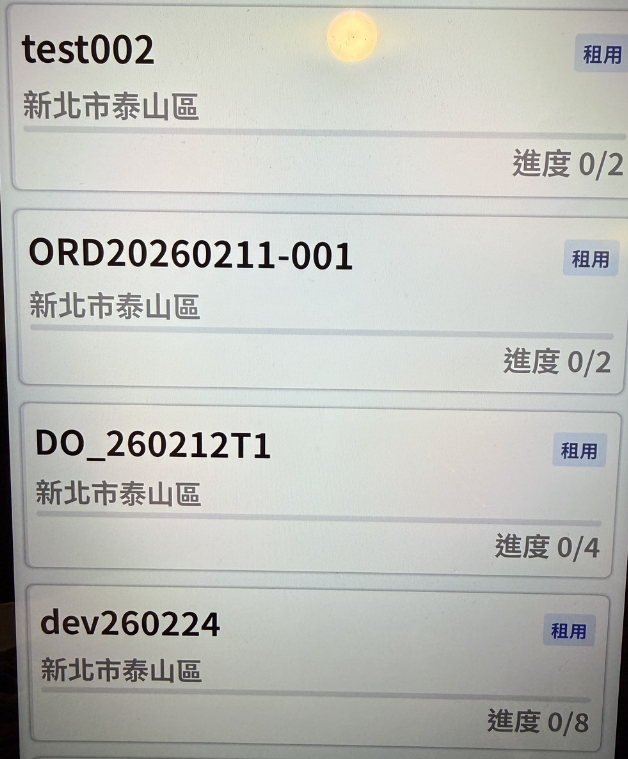 test002
租用
新北市泰山區
進度 0/2
ORD20260211-001
租用
新北市泰山區
進度 0/2
DO_260212T1
租用
新北市泰山區
進度 0/4
dev260224
租用
新北市泰山區
進度 0/8